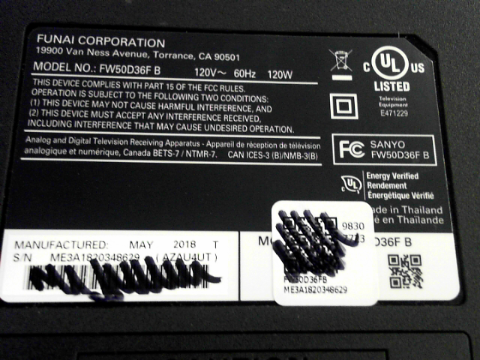 FUNAI CORPORATION
19900 Van Ness Avenue, Torrance, CA 90501
MODEL NO.: FW50D36F B 120V~ 60Hz 120W
THIS DEVICE COMPLIES WITH PART 15 OF THE FCC RULES.
OPERATION IS SUBJECT TO THE FOLLOWING TWO CONDITIONS:
(1) THIS DEVICE MAY NOT CAUSE HARMFUL INTERFERENCE, AND
(2) THIS DEVICE MUST ACCEPT ANY INTERFERENCE RECEIVED,
INCLUDING INTERFERENCE THAT MAY CAUSE UNDESIRED OPERATION.
Analog and Digital Television Receiving Apparatus - Appareil de réception de télévision
analogique et numérique, Canada BETS-7 / NTMR-7. CAN ICES-3 (B)/NMB-3(B)
C UL US
LISTED
Television
Equipment
E471229
FC SANYO
FW50D36F B
UL Energy Verified
Rendement
Énergétique Vérifié
Made in Thailand
en Thailand
MANUFACTURED: MAY 2018 T
S/N ME3A1820348629 (AZAU4UT)
D36F B
9830
ME3A1820348629